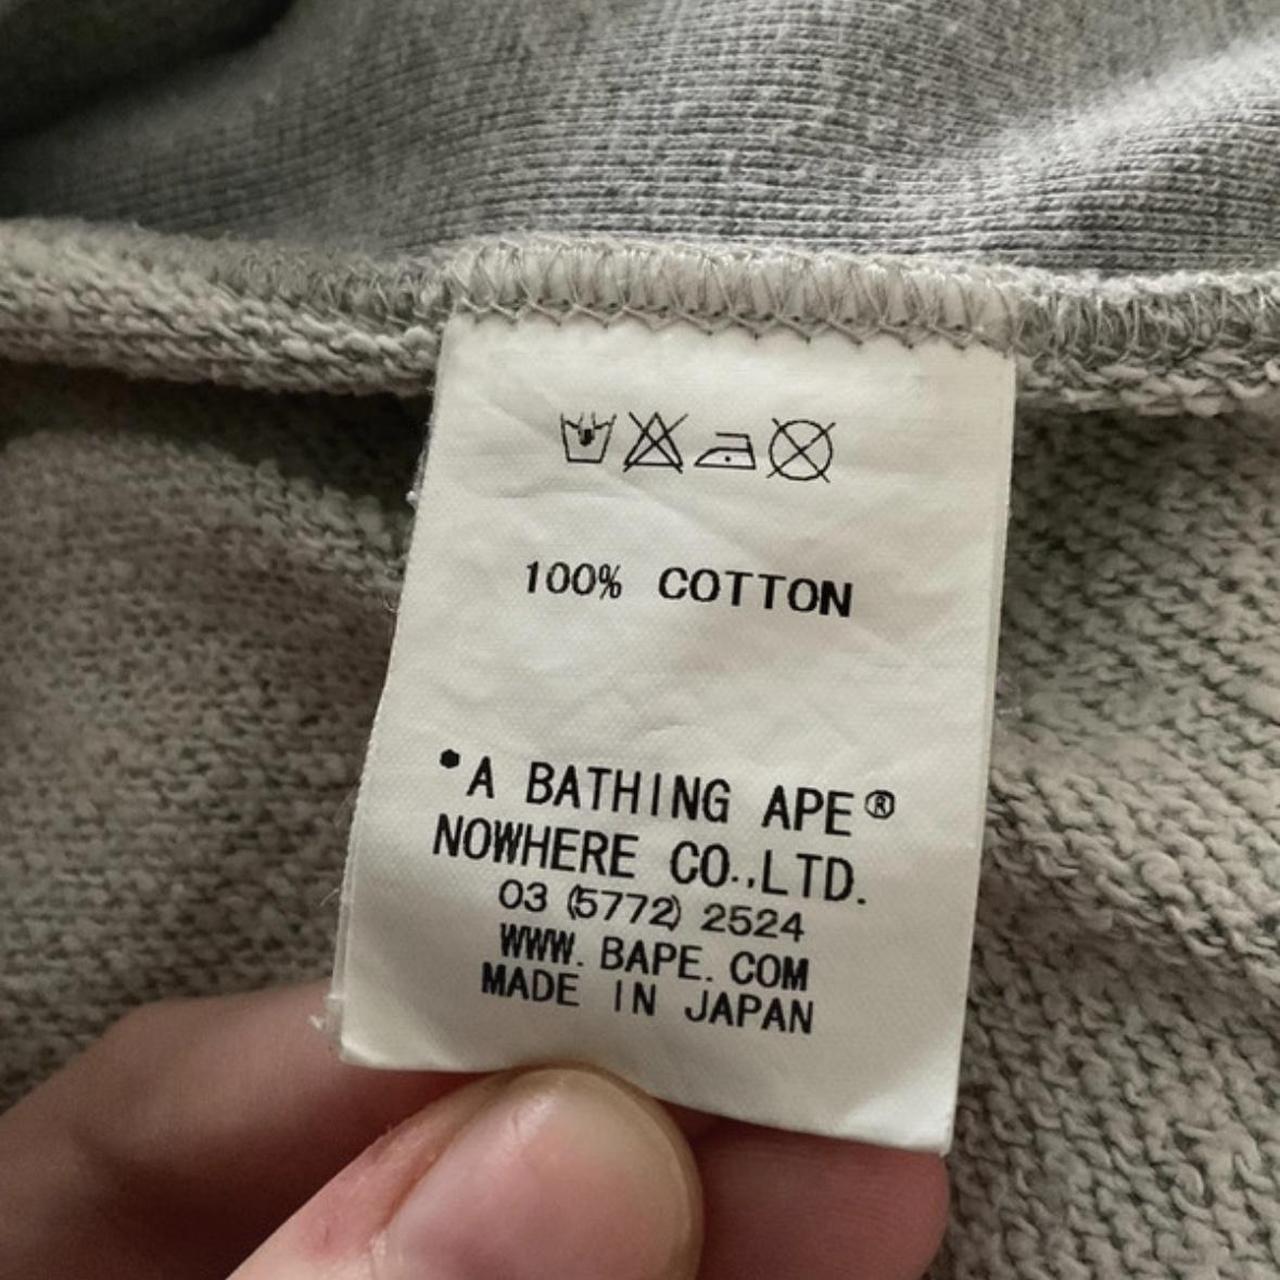 100% COTTON
•A BATHING APE®
NOWHERE CO.,LTD.
03 (5772) 2524
WWW. BAPE. COM
MADE IN JAPAN